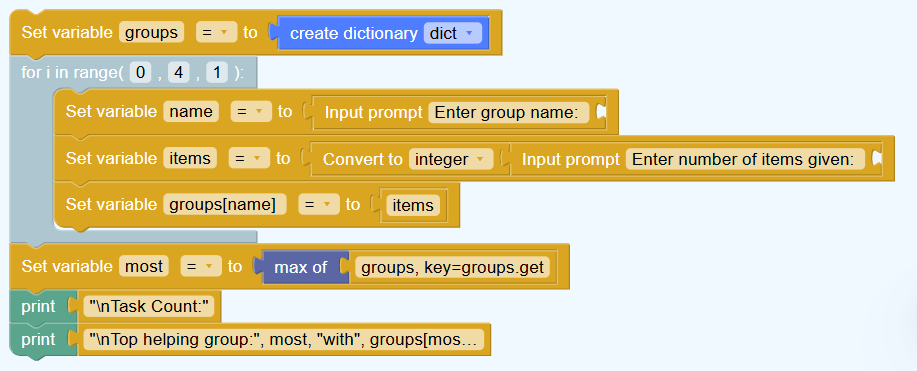 Set variable groups = to create dictionary dict
for i in range( 0 , 4 , 1 ):
Set variable name = to Input prompt Enter group name:
Set variable items = to Convert to integer Input prompt Enter number of items given:
Set variable groups[name] = to items
Set variable most = to max of groups, key=groups.get
print "\nTask Count:"
print "\nTop helping group:", most, "with", groups[mos...